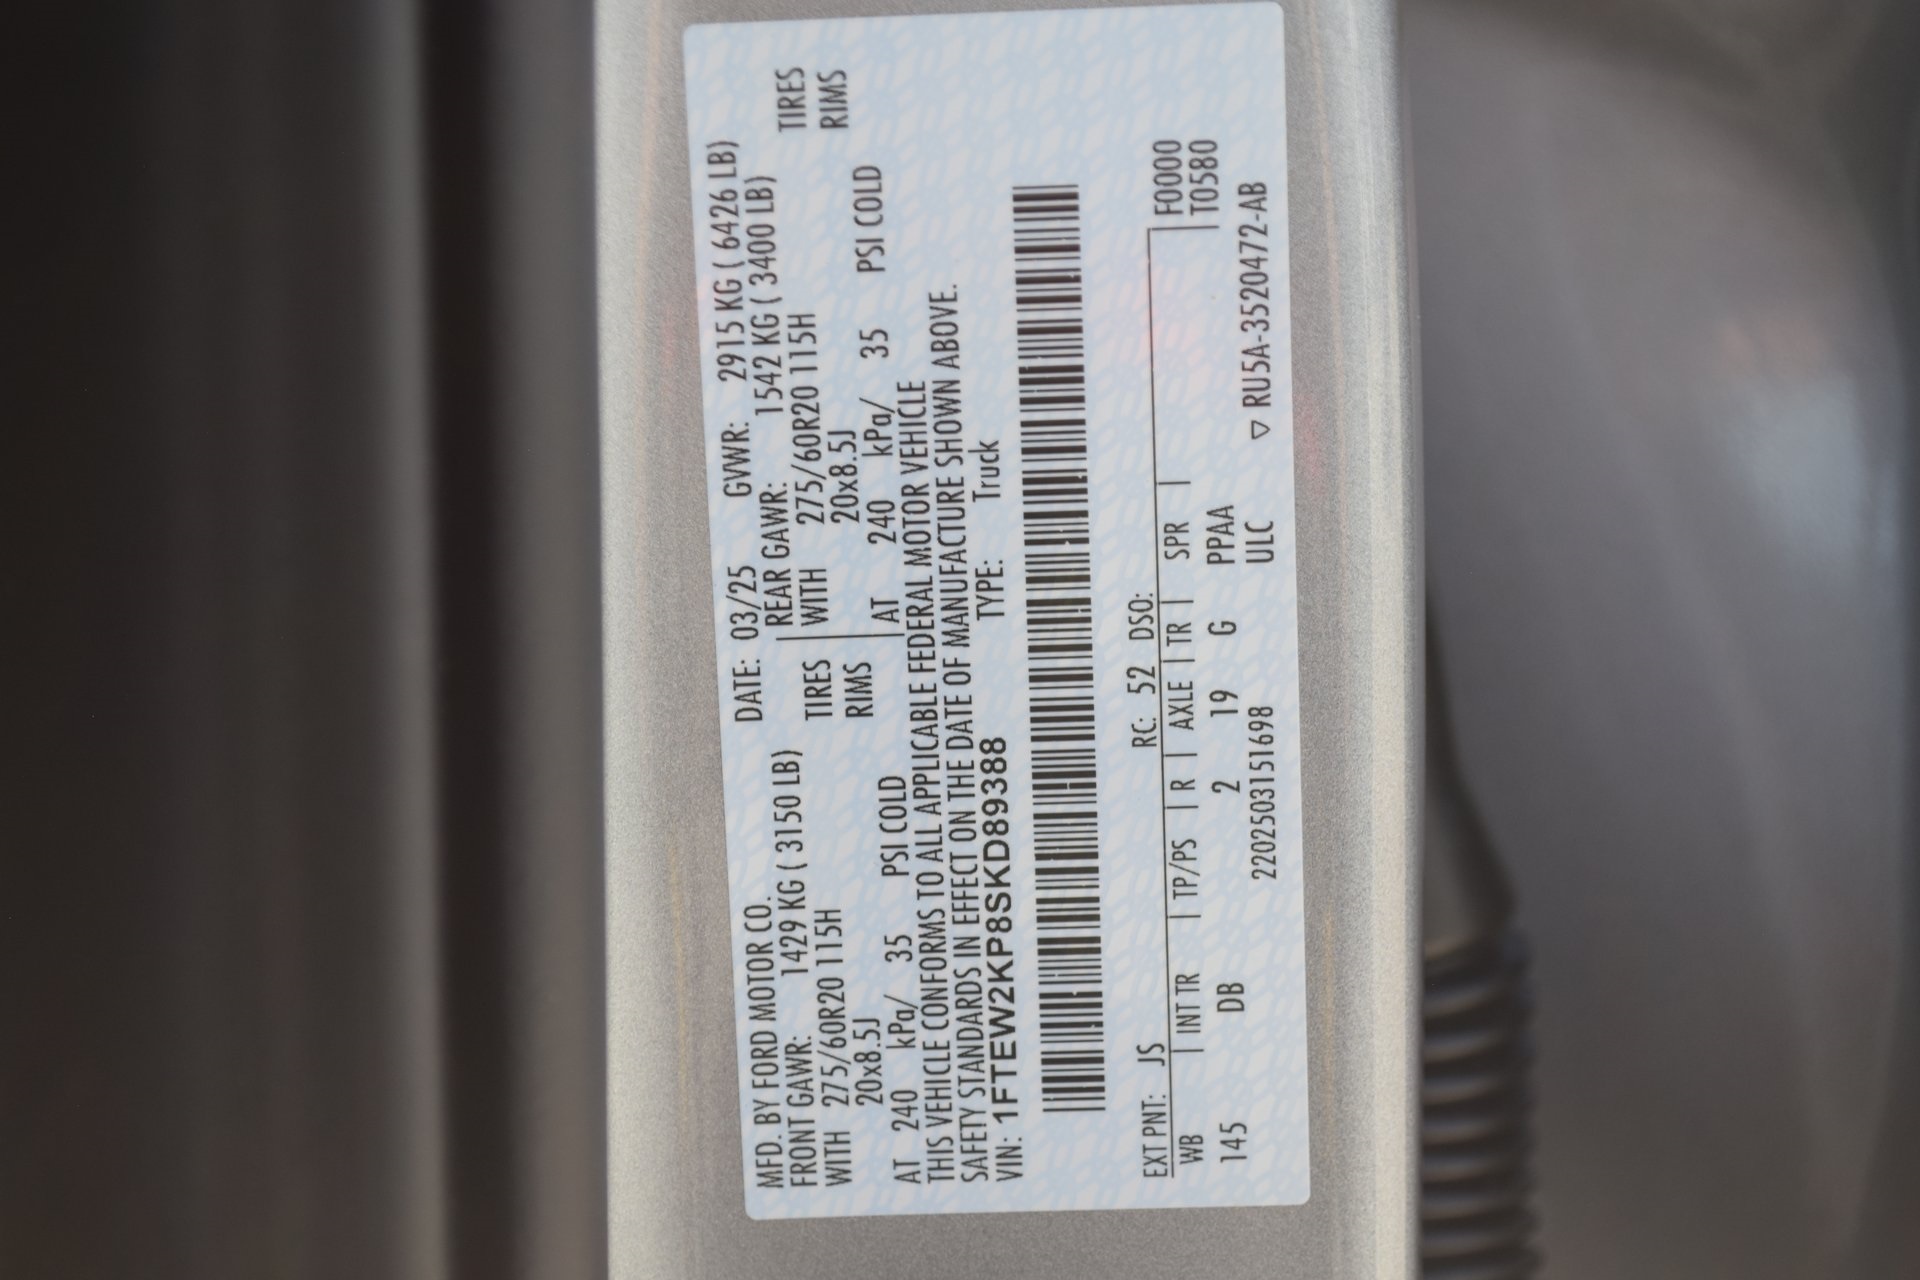 MFD. BY FORD MOTOR CO. DATE: 03/25 GVWR: 2915 KG ( 6426 LB)
FRONT GAWR: 1429 KG ( 3150 LB) REAR GAWR: 1542 KG ( 3400 LB)
WITH 275/60R20 115H TIRES WITH 275/60R20 115H TIRES
20x8.5J RIMS 20x8.5J RIMS
AT 240 kPa/ 35 PSI COLD AT 240 kPa/ 35 PSI COLD
THIS VEHICLE CONFORMS TO ALL APPLICABLE FEDERAL MOTOR VEHICLE
SAFETY STANDARDS IN EFFECT ON THE DATE OF MANUFACTURE SHOWN ABOVE.
VIN: 1FTEW2KP8SKD89388 TYPE: Truck
EXT PNT: JS RC: 52 DSO: F0000
WB | INT TR | TP/PS | R | AXLE | TR | SPR | T0580
145 DB 2 19 G PPAA
2202503151698 ULC ▽ RU5A-3520472-AB